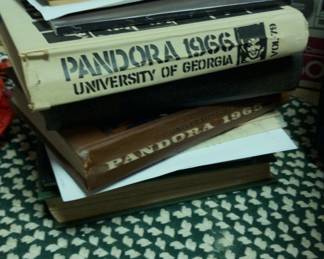 PANDORA 1966
UNIVERSITY OF GEORGIA
VOL. 79
PANDORA 1965